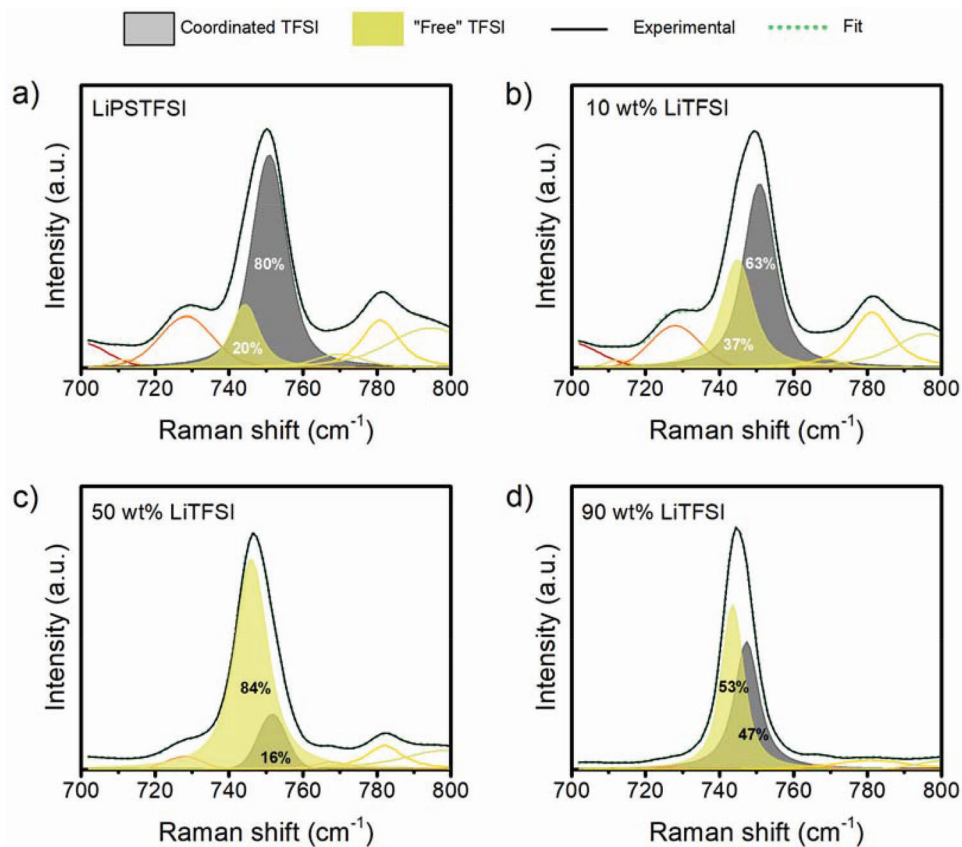 Coordinated TFSI "Free" TFSI Experimental Fit
a)
LiPSTFSI
Intensity (a.u.)
80%
20%
700 720 740 760 780 800
Raman shift (cm⁻¹)
b)
10 wt% LiTFSI
Intensity (a.u.)
63%
37%
700 720 740 760 780 800
Raman shift (cm⁻¹)
c)
50 wt% LiTFSI
Intensity (a.u.)
84%
16%
700 720 740 760 780 800
Raman shift (cm⁻¹)
d)
90 wt% LiTFSI
Intensity (a.u.)
53%
47%
700 720 740 760 780 800
Raman shift (cm⁻¹)